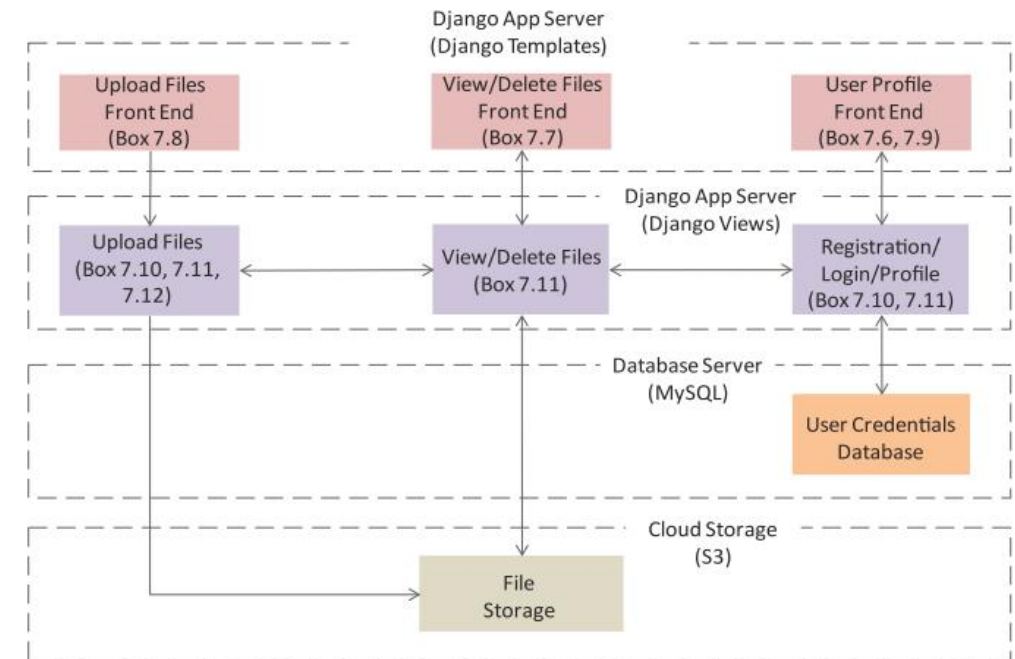 Django App Server
(Django Templates)
Upload Files
Front End
(Box 7.8)
View/Delete Files
Front End
(Box 7.7)
User Profile
Front End
(Box 7.6, 7.9)
Django App Server
(Django Views)
Upload Files
(Box 7.10, 7.11,
7.12)
View/Delete Files
(Box 7.11)
Registration/
Login/Profile
(Box 7.10, 7.11)
Database Server
(MySQL)
User Credentials
Database
Cloud Storage
(S3)
File
Storage